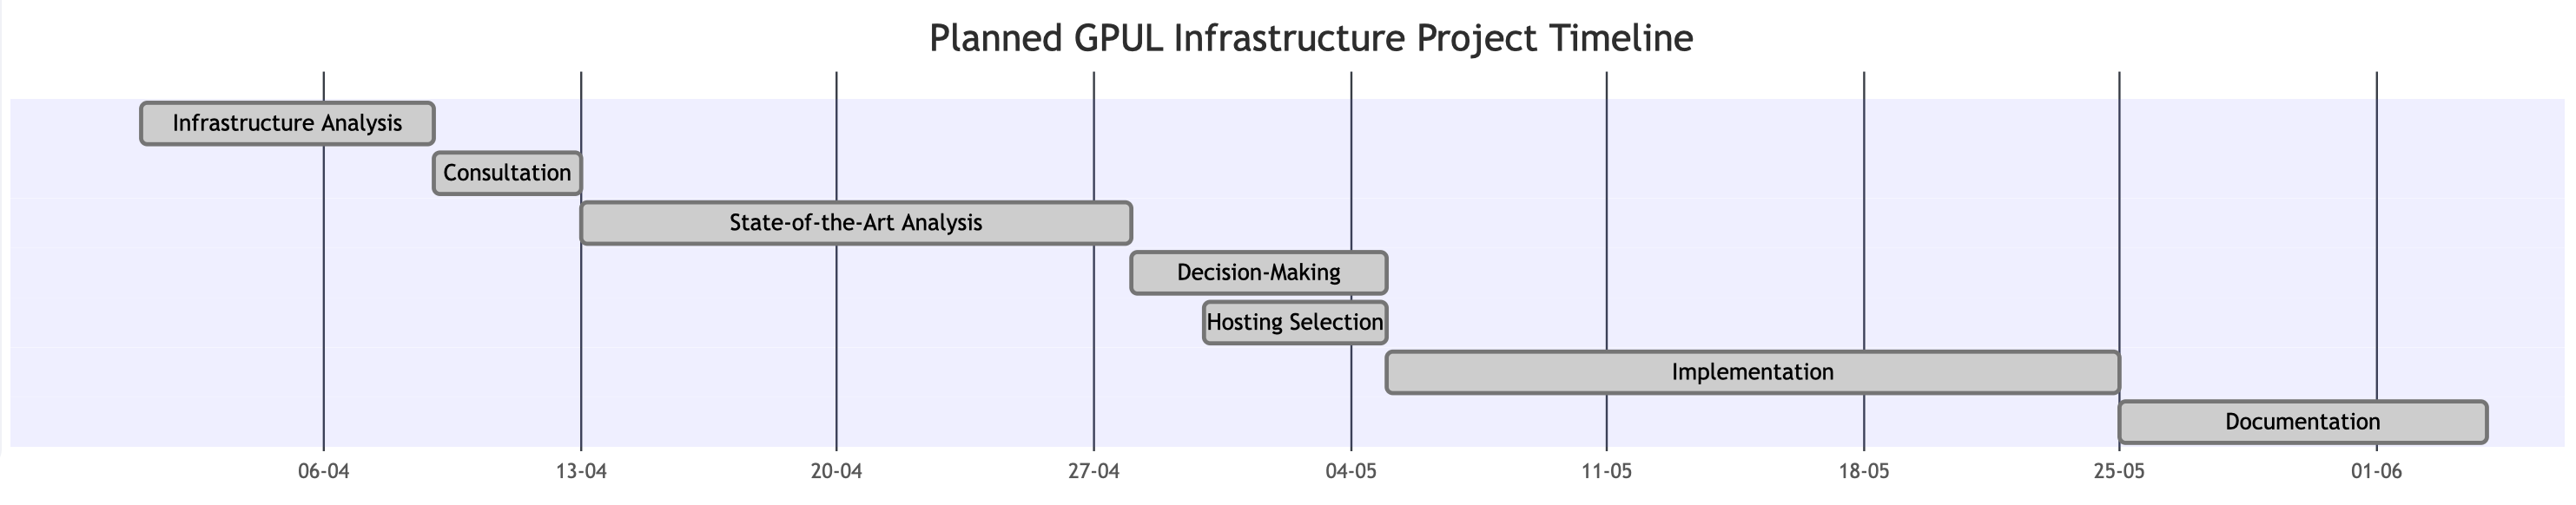 Planned GPUL Infrastructure Project Timeline
Infrastructure Analysis
Consultation
State-of-the-Art Analysis
Decision-Making
Hosting Selection
Implementation
Documentation
06-04 13-04 20-04 27-04 04-05 11-05 18-05 25-05 01-06